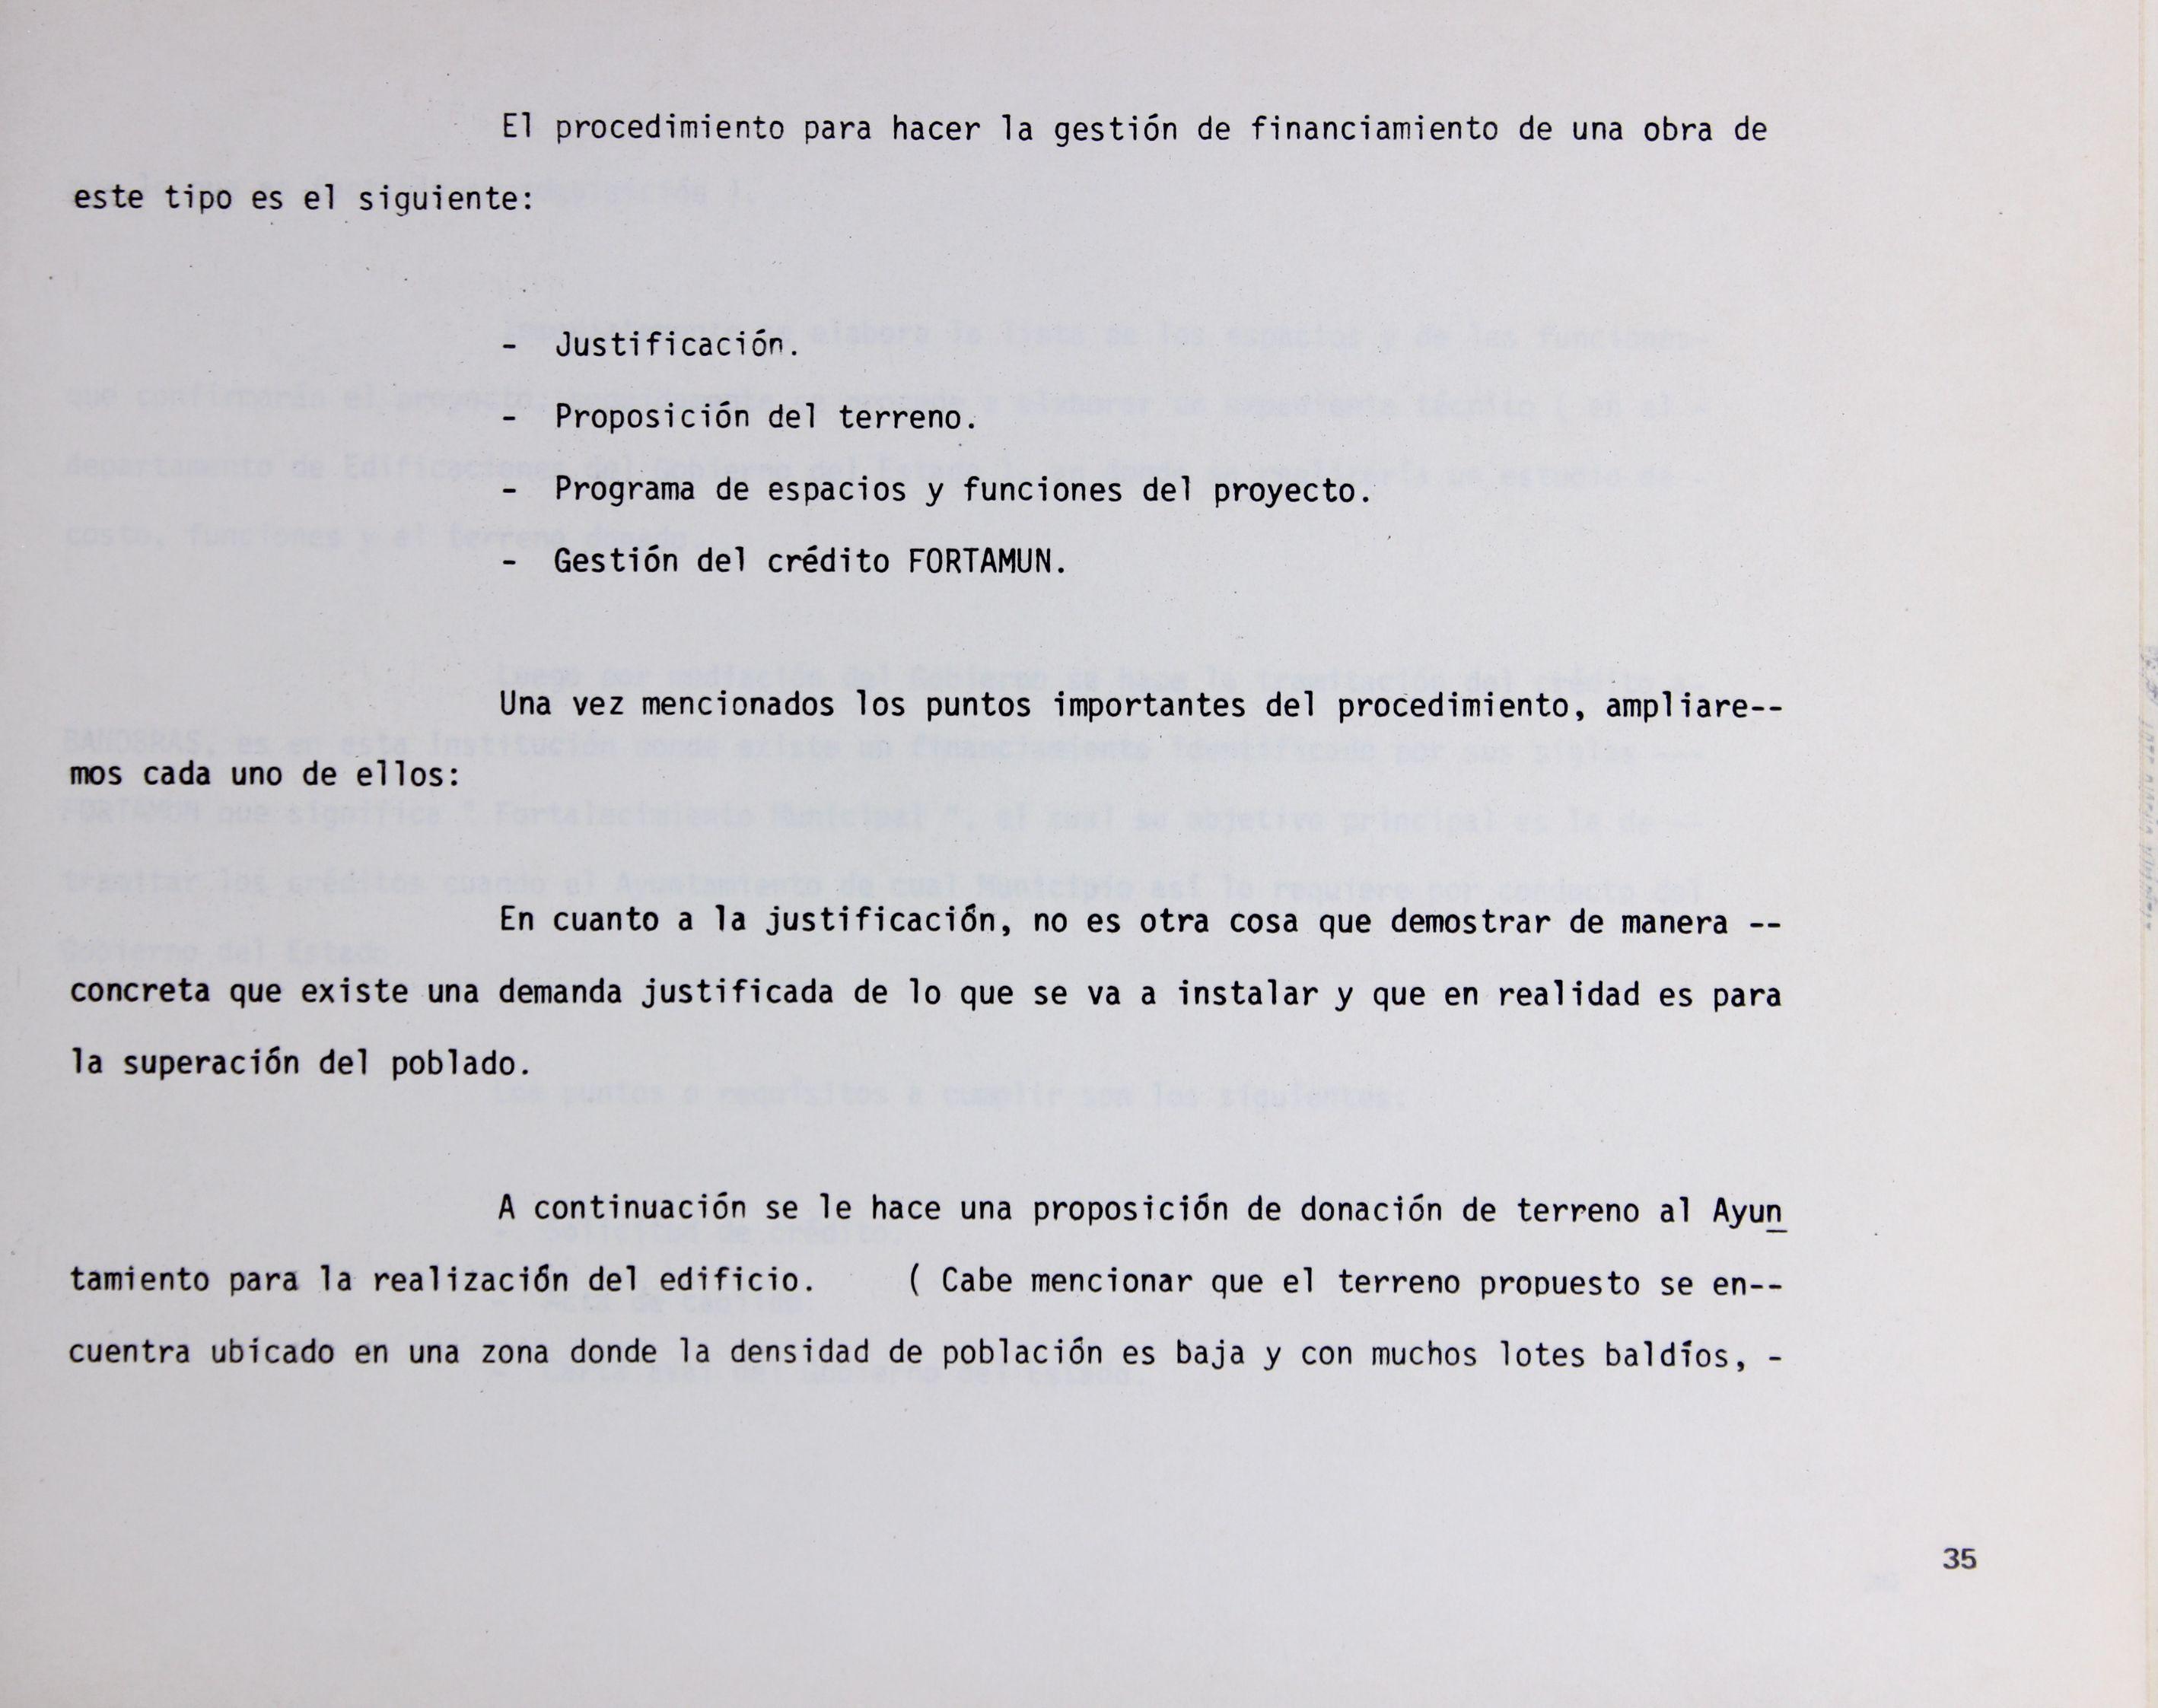 El procedimiento para hacer la gestión de financiamiento de una obra de
este tipo es el siguiente:
- Justificación.
- Proposición del terreno.
- Programa de espacios y funciones del proyecto.
- Gestión del crédito FORTAMUN.
Una vez mencionados los puntos importantes del procedimiento, ampliare--
mos cada uno de ellos:
En cuanto a la justificación, no es otra cosa que demostrar de manera --
concreta que existe una demanda justificada de lo que se va a instalar y que en realidad es para
la superación del poblado.
A continuación se le hace una proposición de donación de terreno al Ayun
tamiento para la realización del edificio. ( Cabe mencionar que el terreno propuesto se en--
cuentra ubicado en una zona donde la densidad de población es baja y con muchos lotes baldíos, -
35